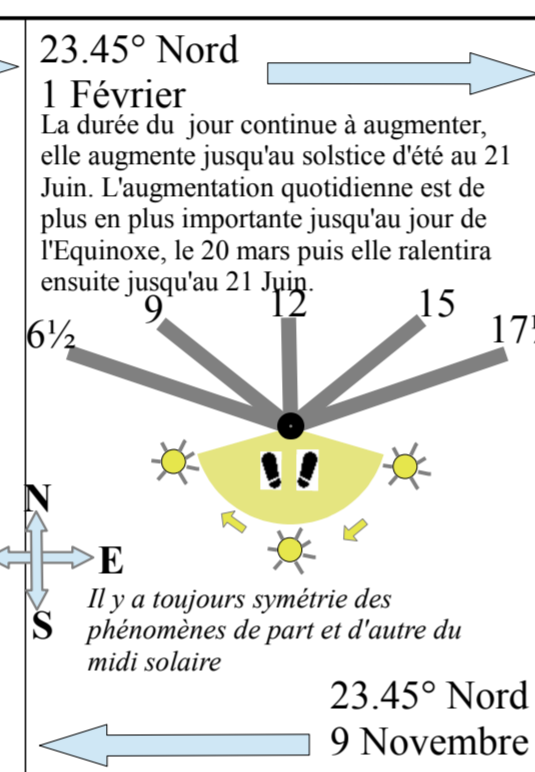 23.45° Nord
1 Février
La durée du jour continue à augmenter,
elle augmente jusqu'au solstice d'été au 21
Juin. L'augmentation quotidienne est de
plus en plus importante jusqu'au jour de
l'Equinoxe, le 20 mars puis elle ralentira
ensuite jusqu'au 21 Juin.
6½ 9 12 15
N
E
S
Il y a toujours symétrie des
phénomènes de part et d'autre du
midi solaire
23.45° Nord
9 Novembre